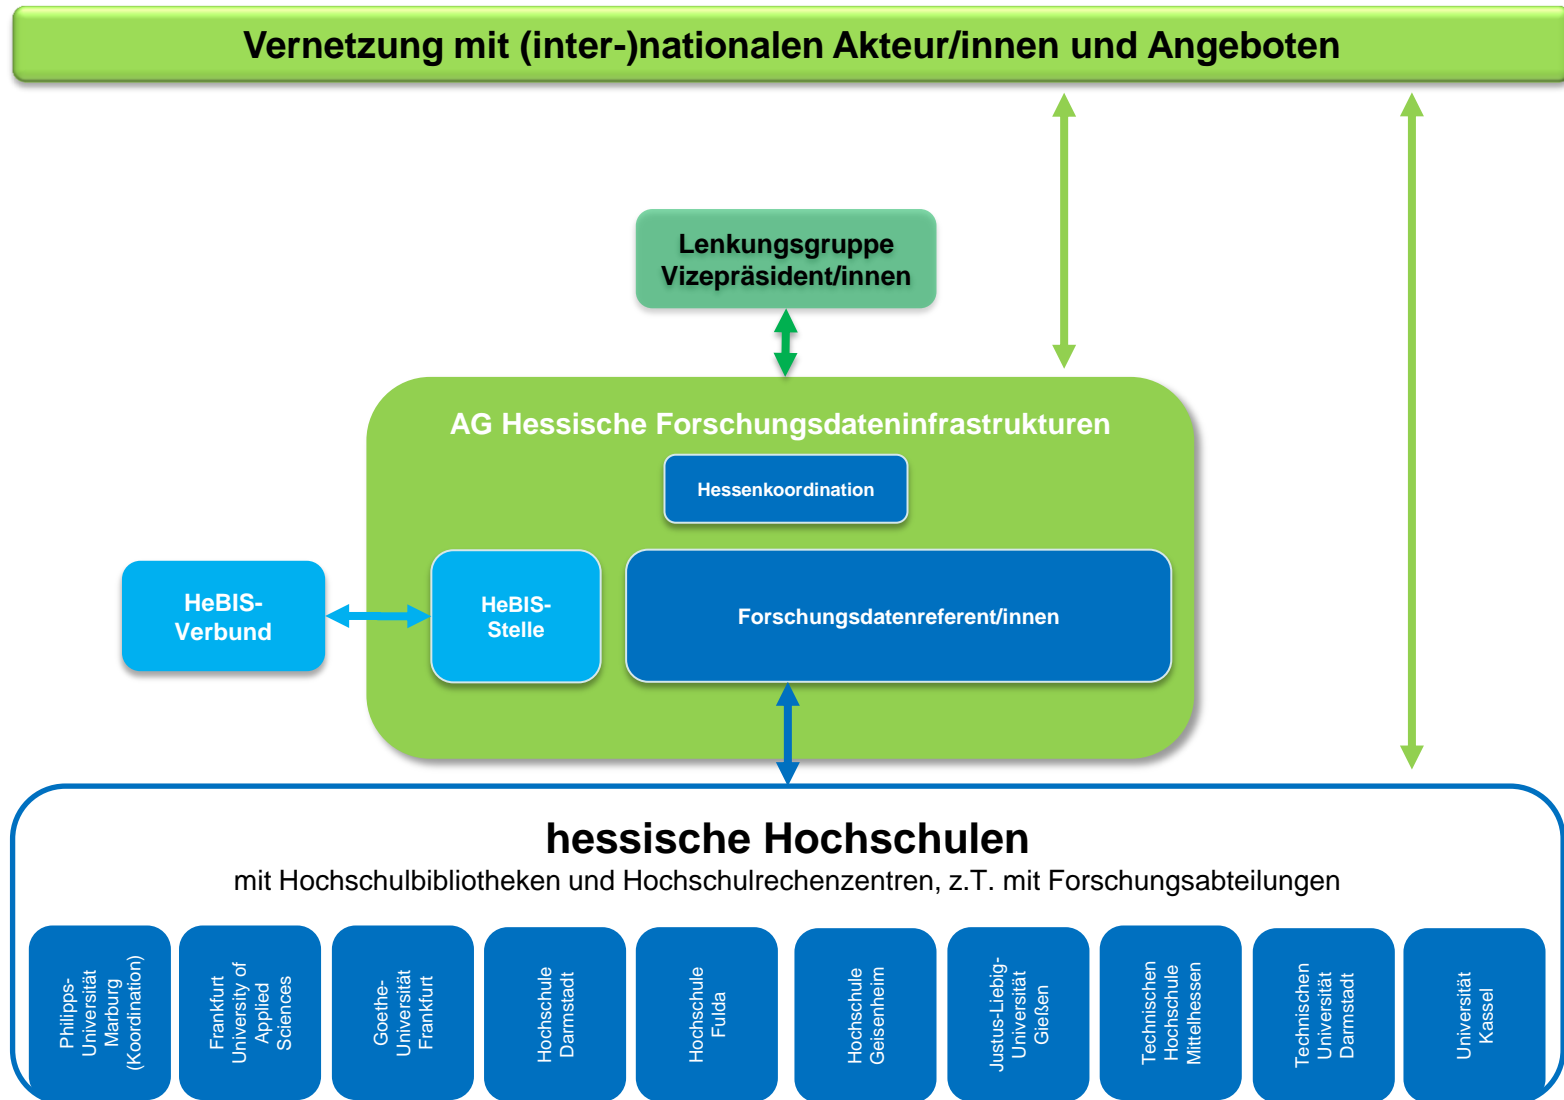 Vernetzung mit (inter-)nationalen Akteur/innen und Angeboten
Lenkungsgruppe
Vizepräsident/innen
AG Hessische Forschungsdateninfrastrukturen
Hessenkoordination
HeBIS-
Verbund
HeBIS-
Stelle
Forschungsdatenreferent/innen
hessische Hochschulen
mit Hochschulbibliotheken und Hochschulrechenzentren, z.T. mit Forschungsabteilungen
Philipps-
Universität
Marburg
(Koordination)
Frankfurt
University of
Applied
Sciences
Goethe-
Universität
Frankfurt
Hochschule
Darmstadt
Hochschule
Fulda
Hochschule
Geisenheim
Justus-Liebig-
Universität
Gießen
Technischen
Hochschule
Mittelhessen
Technischen
Universität
Darmstadt
Universität
Kassel